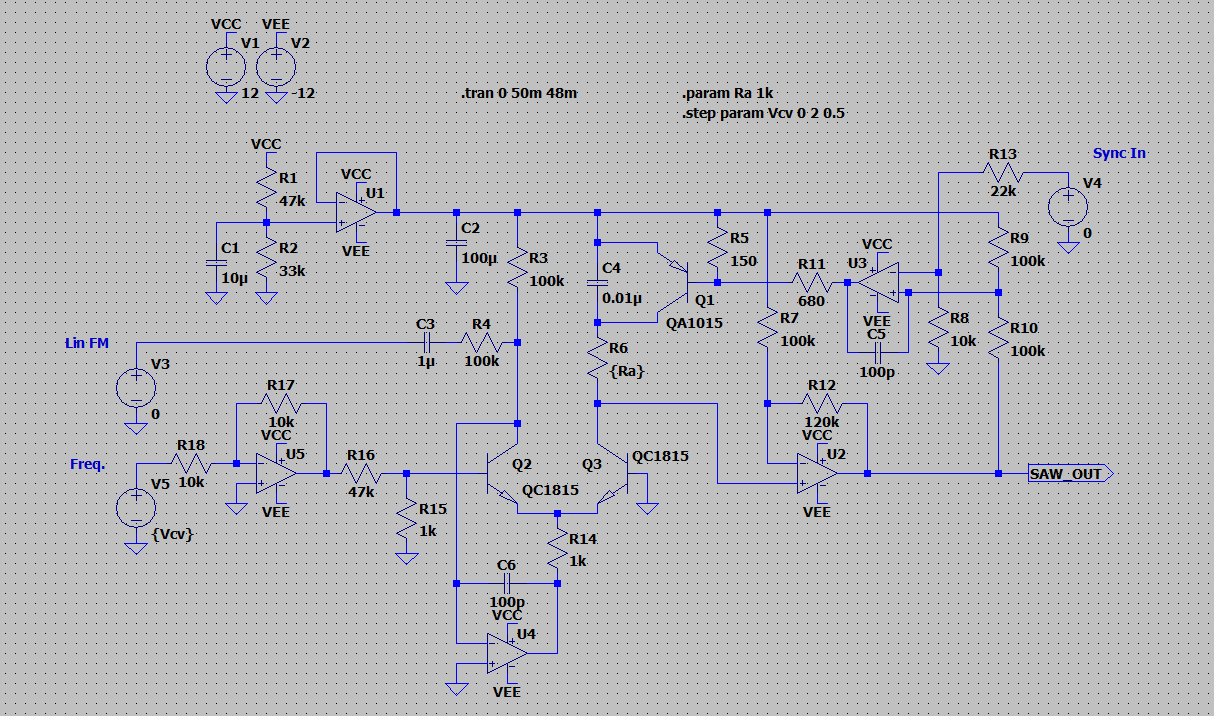 VCC VEE
V1 V2
12 -12
.tran 0 50m 48m
.param Ra 1k
.step param Vcv 0 2 0.5
VCC
R1
47k
VCC
U1
VEE
C1
10µ
R2
33k
C2
100µ
R3
100k
C4
0.01µ
Q1
QA1015
R5
150
R11
680
VCC
U3
VEE
C5
100p
R13
22k
Sync In
V4
0
R9
100k
R8
10k
R10
100k
Lin FM
V3
0
C3
1µ
R4
100k
R6
{Ra}
R7
100k
R12
120k
VCC
U2
VEE
SAW_OUT
Freq.
V5
{Vcv}
R18
10k
R17
10k
VCC
U5
VEE
R16
47k
R15
1k
Q2
QC1815
Q3
QC1815
R14
1k
C6
100p
VCC
U4
VEE